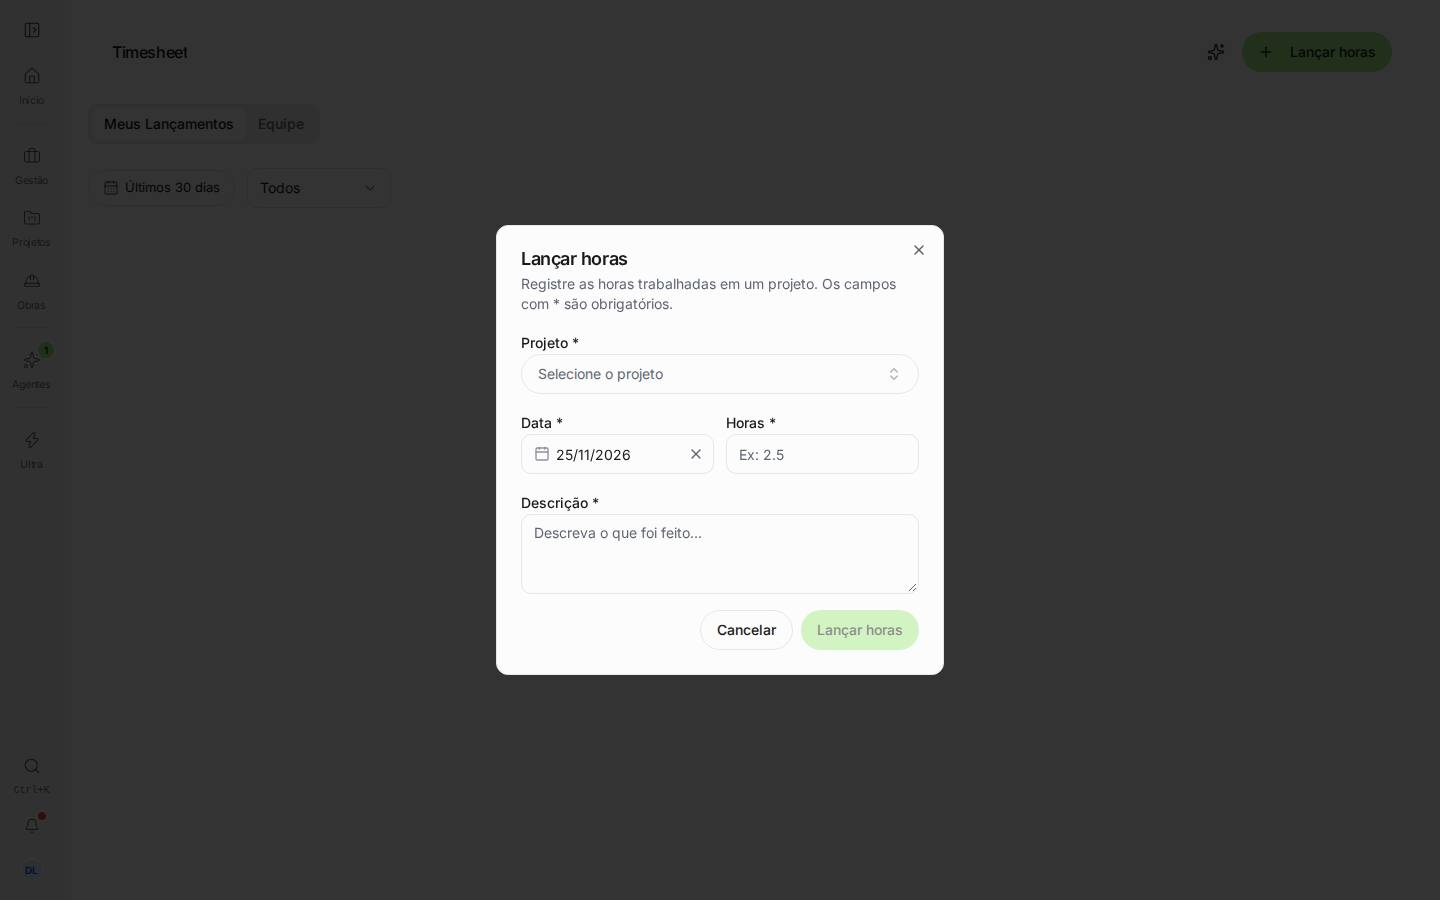 Timesheet
Lançar horas
Início
Meus Lançamentos
Equipe
Gestão
Últimos 30 dias
Todos
Projetos
Obras
1
Agentes
Ultra
Lançar horas
Registre as horas trabalhadas em um projeto. Os campos
com * são obrigatórios.
Projeto *
Selecione o projeto
Data *
Horas *
25/11/2026
Ex: 2.5
Descrição *
Descreva o que foi feito...
Cancelar
Lançar horas
Ctrl+K
DL